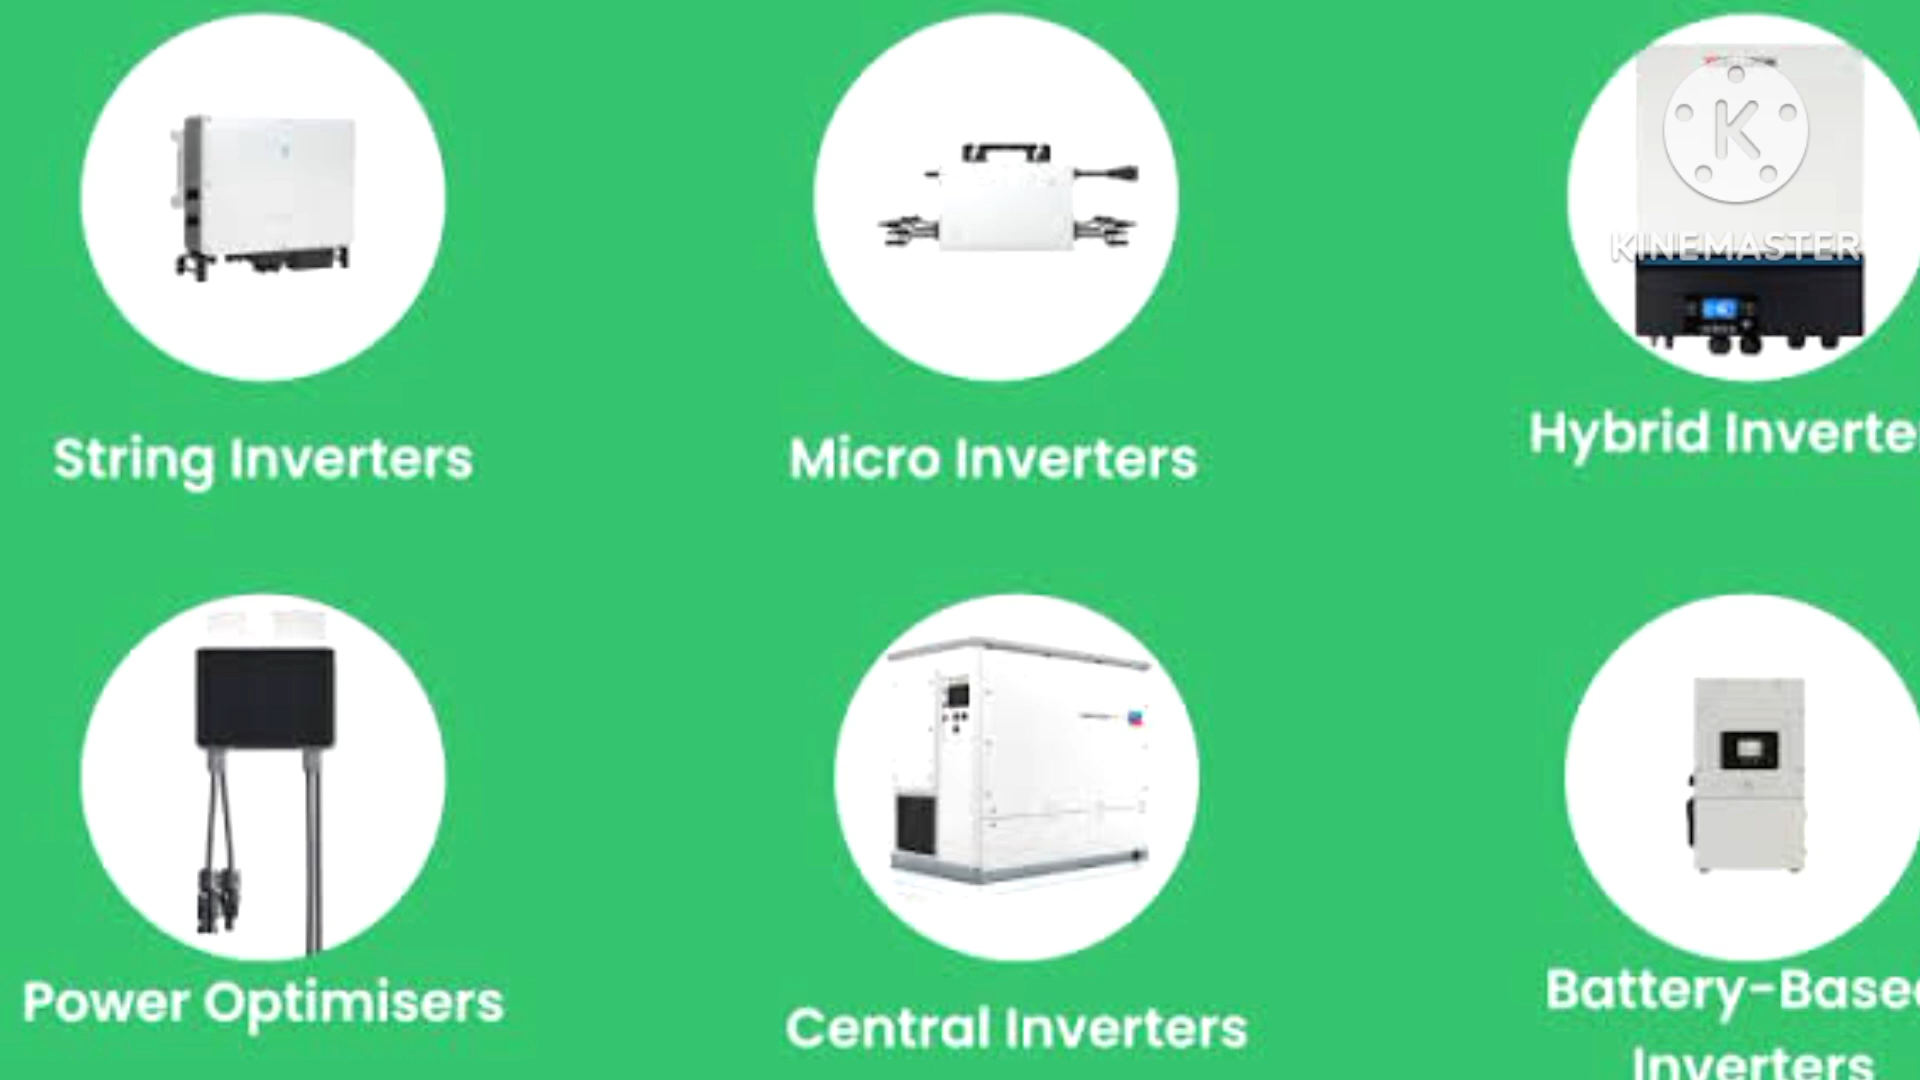 KINEMASTER
String Inverters
Micro Inverters
Hybrid Inverte
Power Optimisers
Central Inverters
Battery-Base
Inverters